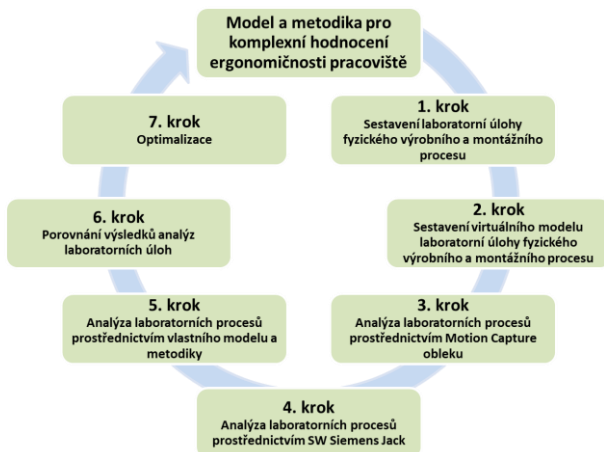 Model a metodika pro
komplexní hodnocení
ergonomičnosti pracoviště
1. krok
Sestavení laboratorní úlohy
fyzického výrobního a montážního
procesu
2. krok
Sestavení virtuálního modelu
laboratorní úlohy fyzického
výrobního a montážního procesu
3. krok
Analýza laboratorních procesů
prostřednictvím Motion Capture
obleku
4. krok
Analýza laboratorních procesů
prostřednictvím SW Siemens Jack
5. krok
Analýza laboratorních procesů
prostřednictvím vlastního modelu a
metodiky
6. krok
Porovnání výsledků analýz
laboratorních úloh
7. krok
Optimalizace